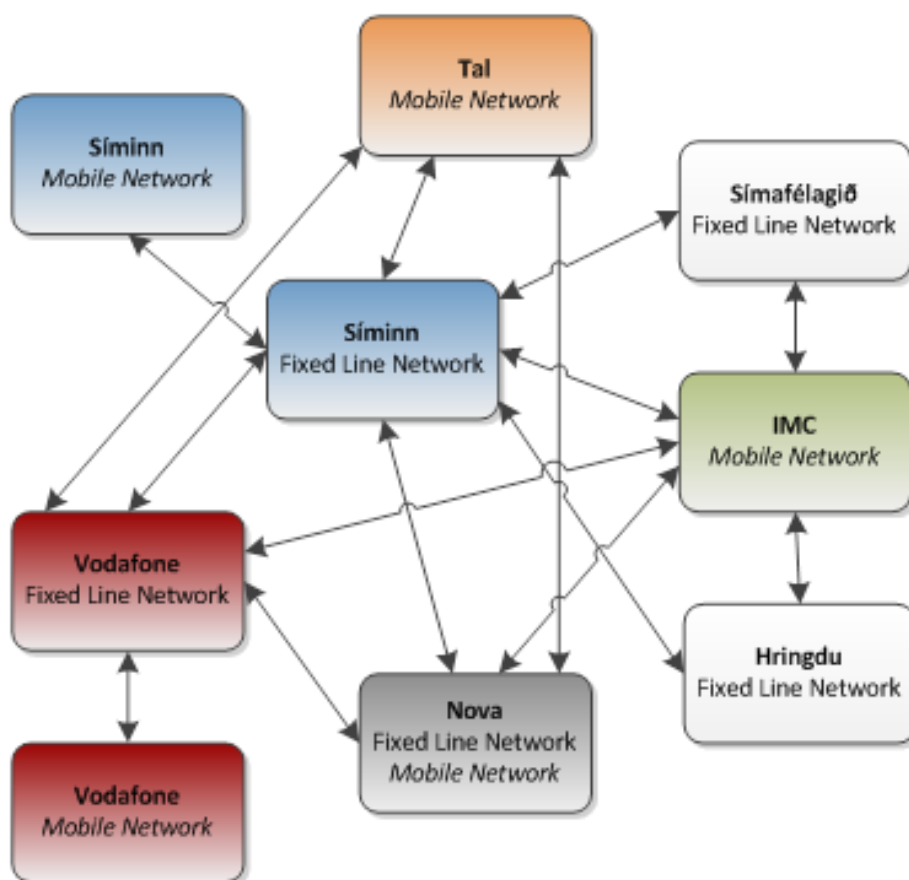 Tal
Mobile Network
Síminn
Mobile Network
Símafélagið
Fixed Line Network
Síminn
Fixed Line Network
IMC
Mobile Network
Vodafone
Fixed Line Network
Hringdu
Fixed Line Network
Nova
Fixed Line Network
Mobile Network
Vodafone
Mobile Network